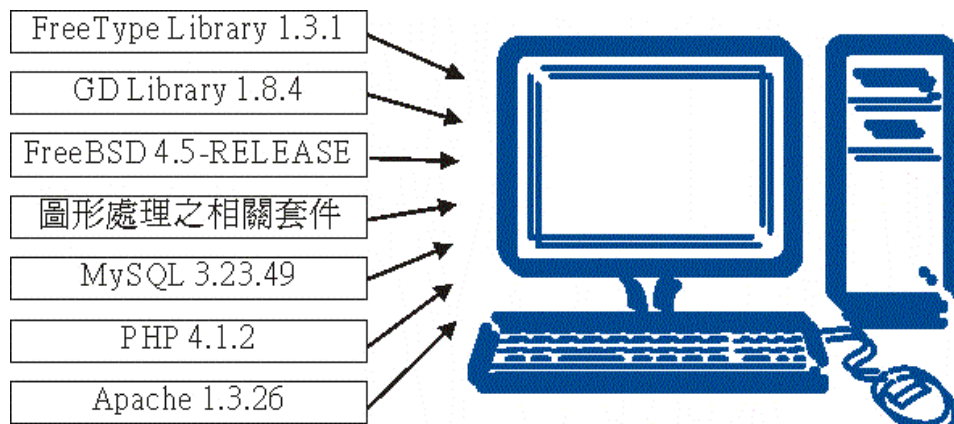 FreeType Library 1.3.1
GD Library 1.8.4
FreeBSD 4.5-RELEASE
圖形處理之相關套件
MySQL 3.23.49
PHP 4.1.2
Apache 1.3.26